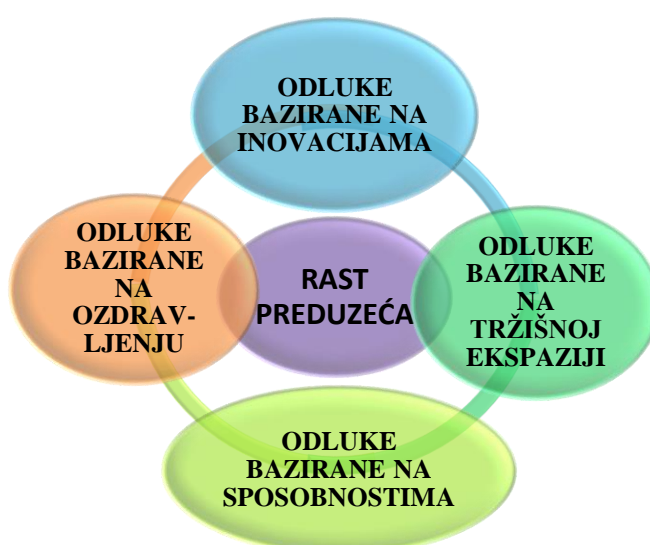 ODLUKE
BAZIRANE NA
INOVACIJAMA
ODLUKE
BAZIRANE
NA
OZDRAV-
LJENJU
RAST
PREDUZEĆA
ODLUKE
BAZIRANE
NA
TRŽIŠNOJ
EKSPAZIJI
ODLUKE
BAZIRANE NA
SPOSOBNOSTIMA